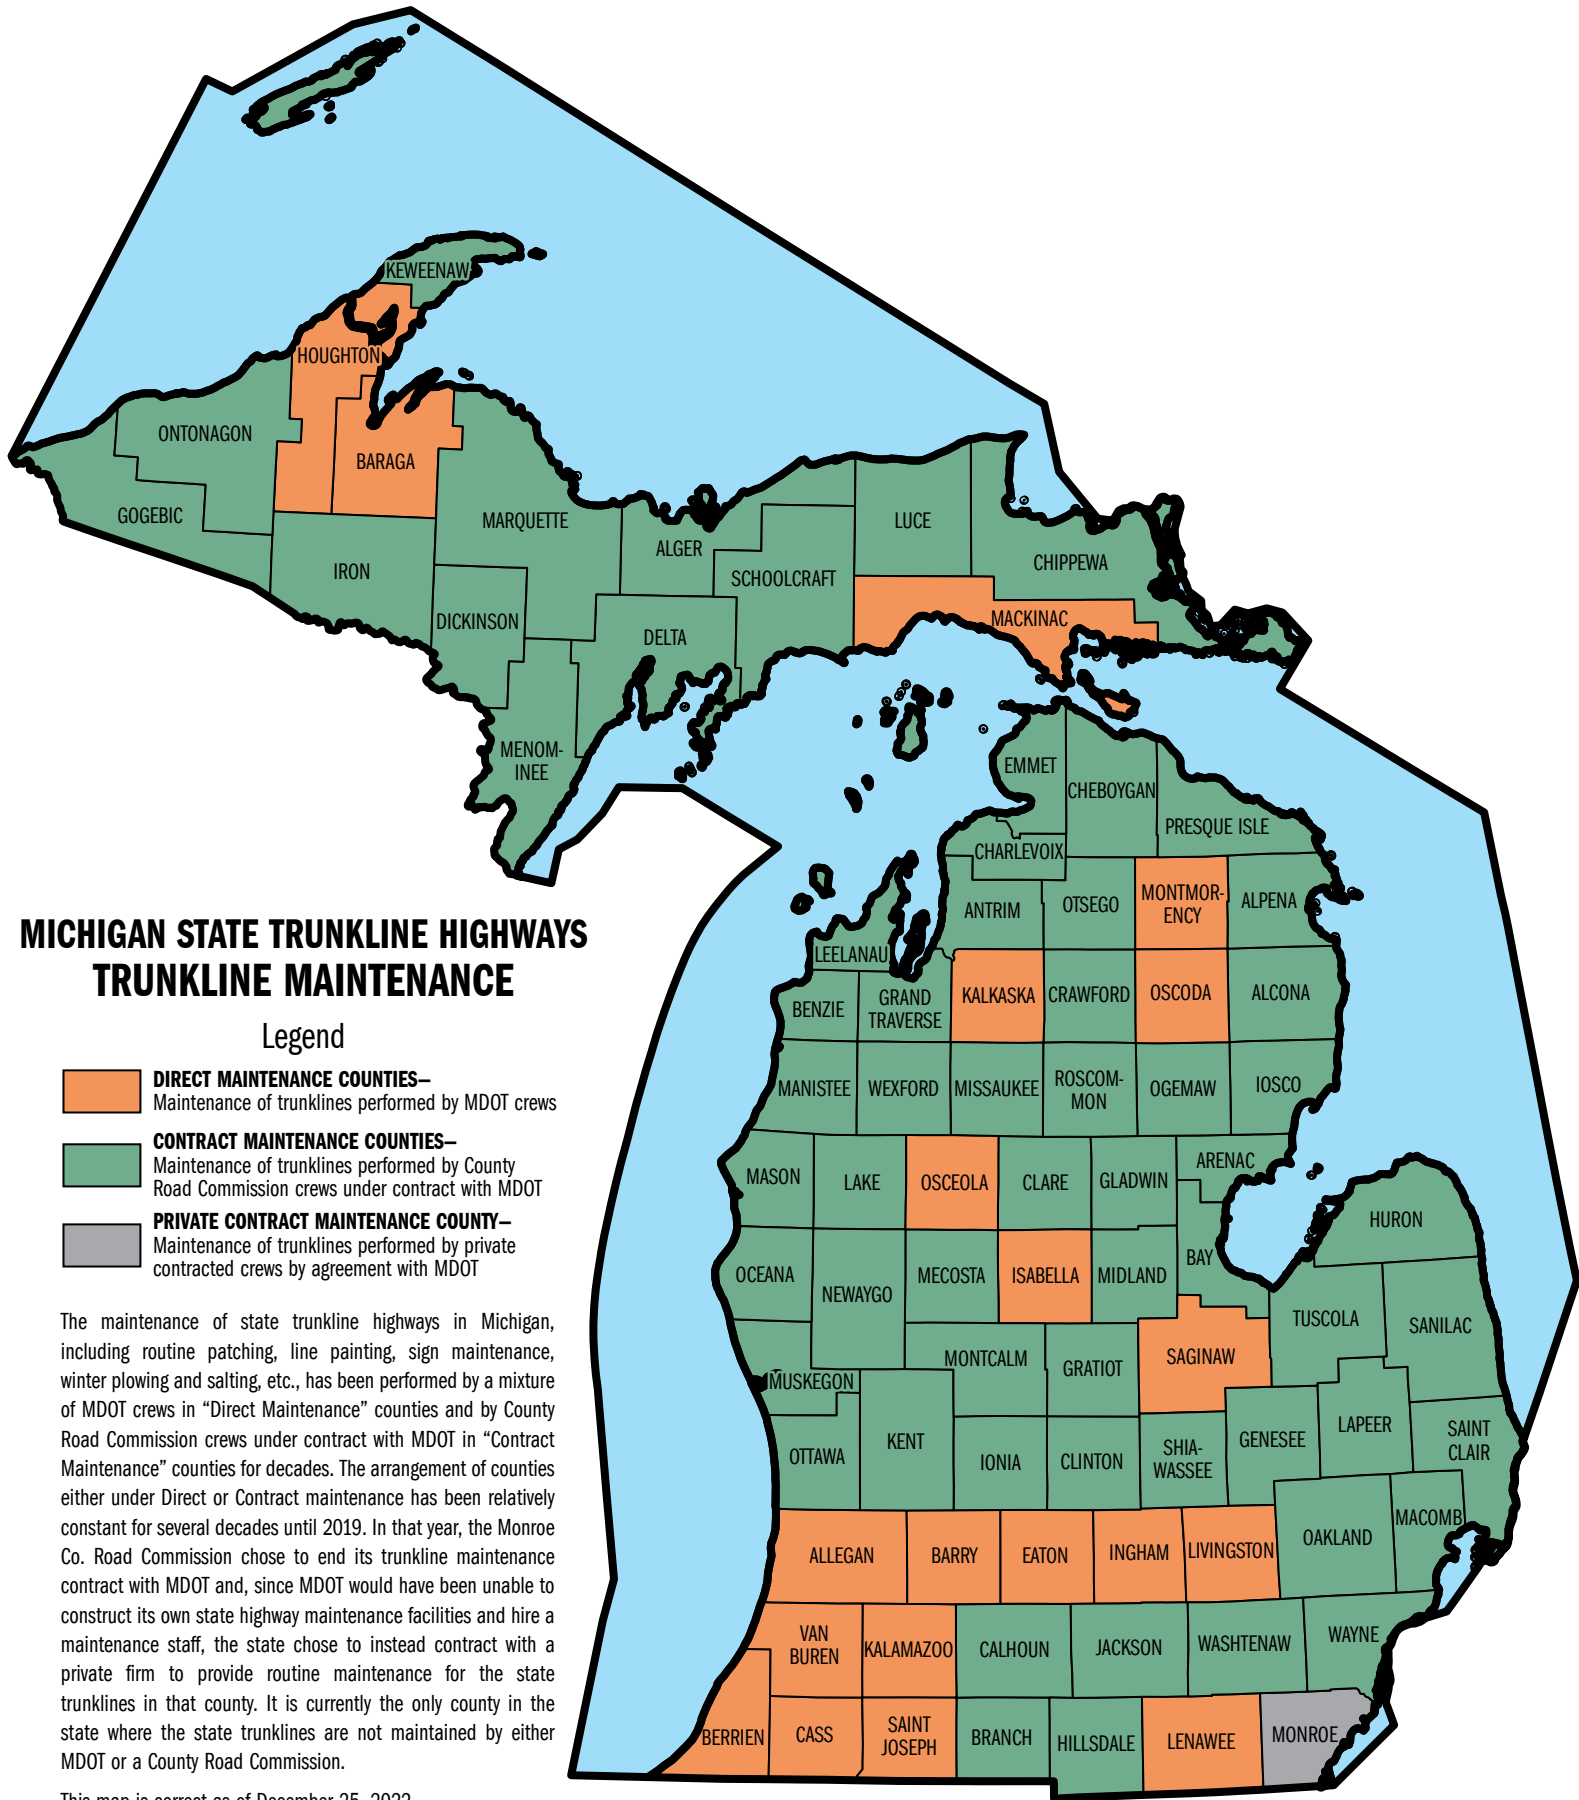 KEWEENAW
HOUGHTON
ONTONAGON
BARAGA
GOGEBIC
MARQUETTE
LUCE
ALGER
CHIPPEWA
IRON
SCHOOLCRAFT
DICKINSON
MACKINAC
DELTA
MENOM-
INEE
EMMET
CHEBOYGAN
PRESQUE ISLE
CHARLEVOIX
MONTMOR-
ENCY
ANTRIM
OTSEGO
ALPENA
LEELANAU
BENZIE
GRAND
TRAVERSE
KALKASKA
CRAWFORD
OSCODA
ALCONA
MANISTEE
WEXFORD
MISSAUKEE
ROSCOM-
MON
OGEMAW
IOSCO
MASON
LAKE
OSCEOLA
CLARE
GLADWIN
ARENAC
HURON
OCEANA
NEWAYGO
MECOSTA
ISABELLA
MIDLAND
BAY
TUSCOLA
SANILAC
MUSKEGON
MONTCALM
GRATIOT
SAGINAW
OTTAWA
KENT
IONIA
CLINTON
SHIA-
WASSEE
GENESEE
LAPEER
SAINT
CLAIR
ALLEGAN
BARRY
EATON
INGHAM
LIVINGSTON
OAKLAND
MACOMB
VAN
BUREN
KALAMAZOO
CALHOUN
JACKSON
WASHTENAW
WAYNE
BERRIEN
CASS
SAINT
JOSEPH
BRANCH
HILLSDALE
LENAWEE
MONROE
MICHIGAN STATE TRUNKLINE HIGHWAYS
TRUNKLINE MAINTENANCE
Legend
DIRECT MAINTENANCE COUNTIES—
Maintenance of trunklines performed by MDOT crews
CONTRACT MAINTENANCE COUNTIES—
Maintenance of trunklines performed by County
Road Commission crews under contract with MDOT
PRIVATE CONTRACT MAINTENANCE COUNTY—
Maintenance of trunklines performed by private
contracted crews by agreement with MDOT
The maintenance of state trunkline highways in Michigan,
including routine patching, line painting, sign maintenance,
winter plowing and salting, etc., has been performed by a mixture
of MDOT crews in “Direct Maintenance” counties and by County
Road Commission crews under contract with MDOT in “Contract
Maintenance” counties for decades. The arrangement of counties
either under Direct or Contract maintenance has been relatively
constant for several decades until 2019. In that year, the Monroe
Co. Road Commission chose to end its trunkline maintenance
contract with MDOT and, since MDOT would have been unable to
construct its own state highway maintenance facilities and hire a
maintenance staff, the state chose to instead contract with a
private firm to provide routine maintenance for the state
trunklines in that county. It is currently the only county in the
state where the state trunklines are not maintained by either
MDOT or a County Road Commission.
This map is correct as of December 25,